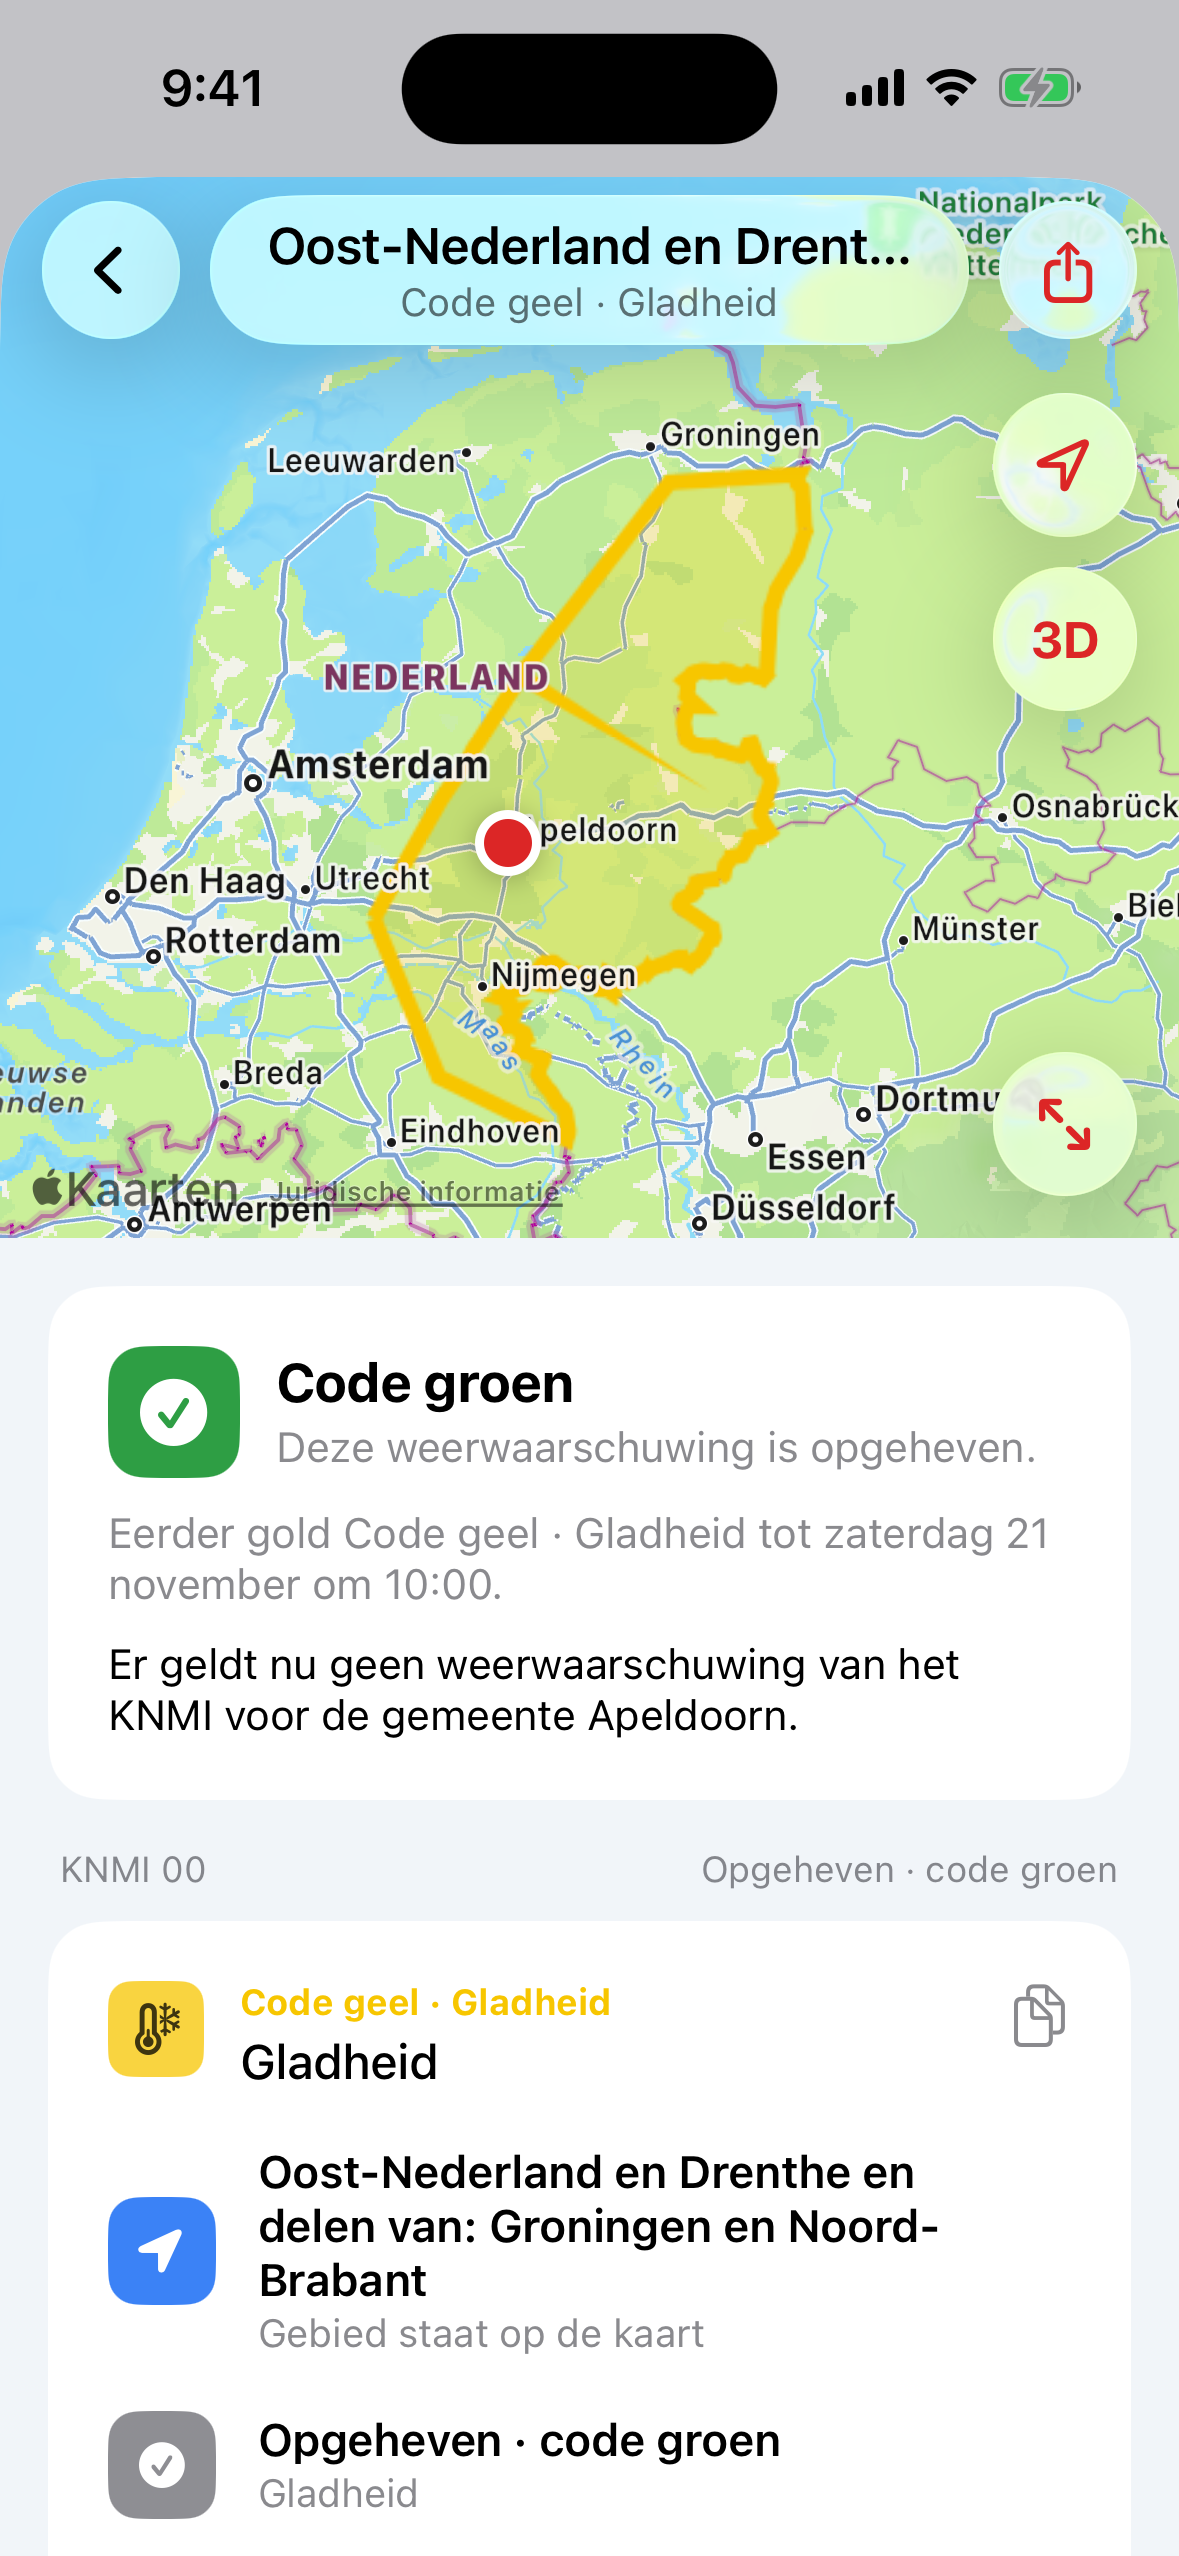 9:41
Oost-Nederland en Drent...
Code geel · Gladheid
Nationalpark
Groningen
Leeuwarden
3D
NEDERLAND
Amsterdam
Osnabrück
peldoorn
Den Haag
Utrecht
Münster
Rotterdam
Nijmegen
Maas
Rhein
Breda
Dortmu
Eindhoven
Essen
Kaarten
Juridische informatie
Antwerpen
Düsseldorf
Code groen
Deze weerwaarschuwing is opgeheven.
Eerder gold Code geel · Gladheid tot zaterdag 21
november om 10:00.
Er geldt nu geen weerwaarschuwing van het
KNMI voor de gemeente Apeldoorn.
KNMI 00
Opgeheven · code groen
Code geel · Gladheid
Gladheid
Oost-Nederland en Drenthe en
delen van: Groningen en Noord-
Brabant
Gebied staat op de kaart
Opgeheven · code groen
Gladheid